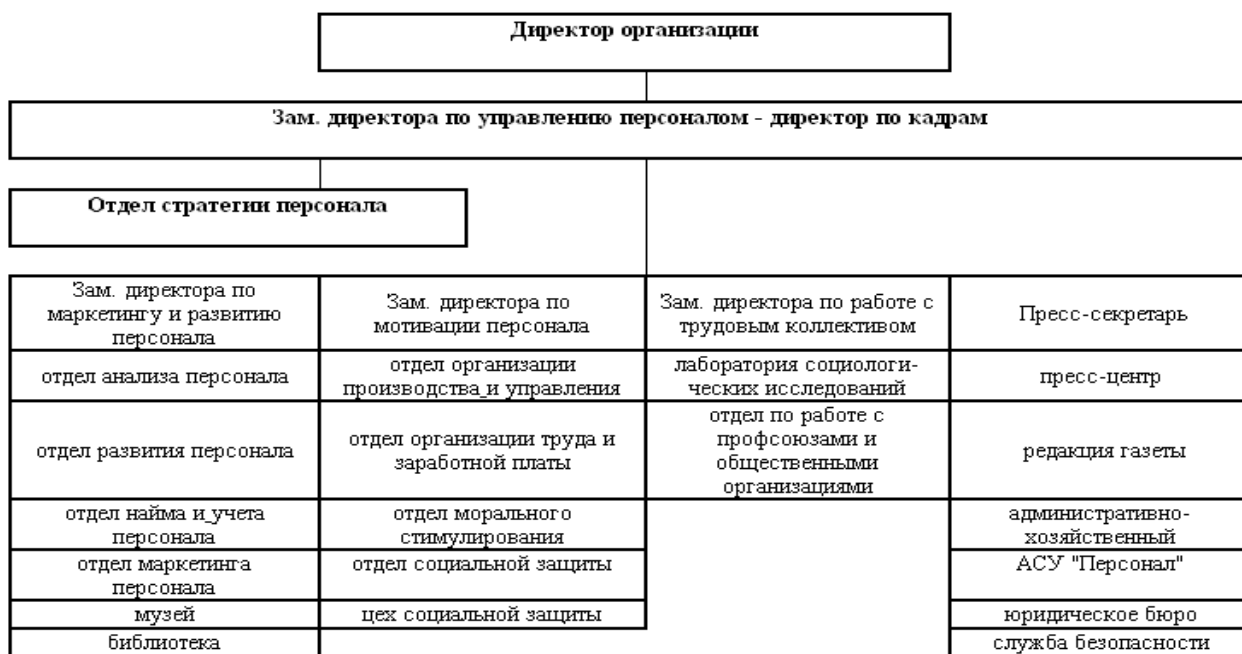 Директор организации
Зам. директора по управлению персоналом - директор по кадрам
Отдел стратегии персонала
Зам. директора по
маркетингу и развитию
персонала
Зам. директора по
мотивации персонала
Зам. директора по работе с
трудовым коллективом
Пресс-секретарь
отдел анализа персонала
отдел организации
производства и управления
лаборатория социологи-
ческих исследований
пресс-центр
отдел развития персонала
отдел организации труда и
заработной платы
отдел по работе с
профсоюзами и
общественными
организациями
редакция газеты
отдел найма и учета
персонала
отдел морального
стимулирования
административно-
хозяйственный
отдел маркетинга
персонала
отдел социальной защиты
АСУ "Персонал"
музей
цех социальной защиты
юридическое бюро
библиотека
служба безопасности